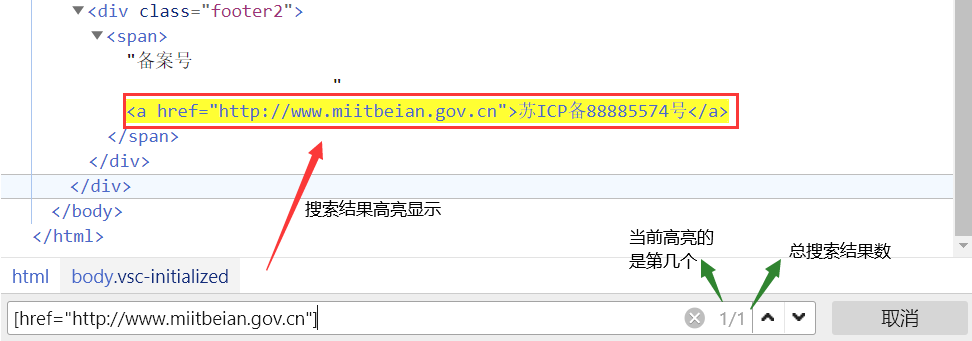 <div class="footer2">
<span>
"备案号
"
<a href="http://www.miitbeian.gov.cn">苏ICP备88885574号</a>
</span>
</div>
</div>
搜索结果高亮显示
</body>
</html>
当前高亮的
是第几个
总搜索结果数
html body.vsc-initialized
[href="http://www.miitbeian.gov.cn"] 1/1 取消